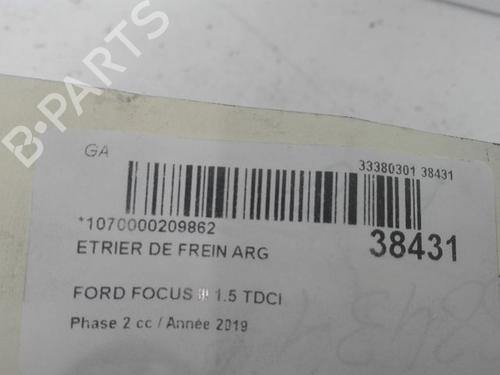 B-PARTS
GA
33380301 38431
*1070000209862
38431
ETRIER DE FREIN ARG
FORD FOCUS III 1.5 TDCI
Phase 2 cc / Année 2019